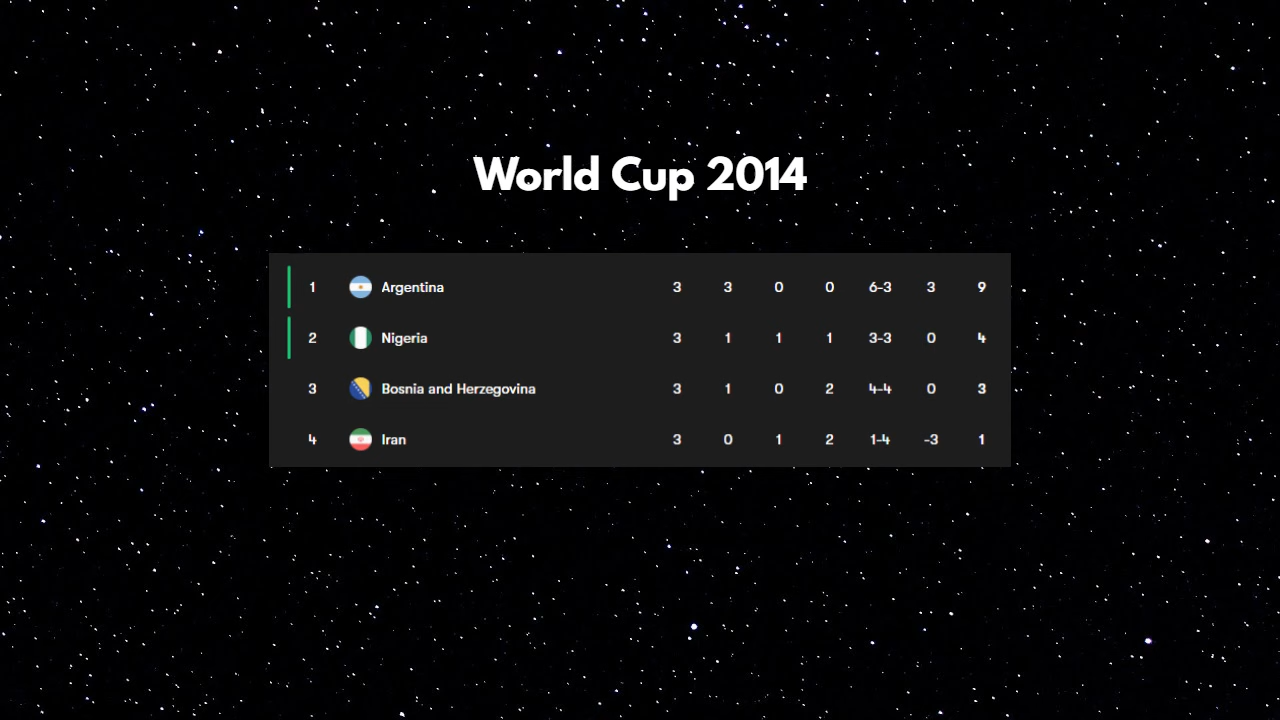 World Cup 2014
1 Argentina 3 3 0 0 6-3 3 9
2 Nigeria 3 1 1 1 3-3 0 4
3 Bosnia and Herzegovina 3 1 0 2 4-4 0 3
4 Iran 3 0 1 2 1-4 -3 1